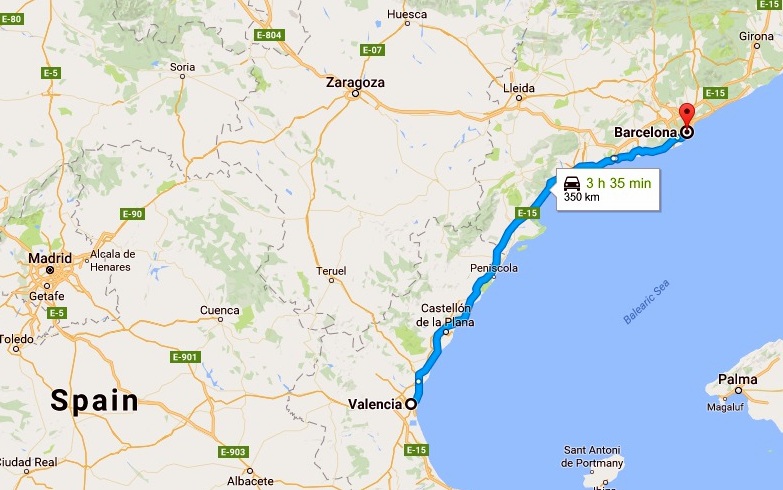 E-80
Huesca
E-15
E-804
Girona
E-07
Soria
E-5
Zaragoza
Lleida
E-15
Barcelona
3 h 35 min
350 km
E-90
E-15
Madrid
Alcala de
Henares
Teruel
Peniscola
Getafe
Cuenca
Castellón
de la Plana
Balearic Sea
E-5
Toledo
E-901
Spain
Valencia
Palma
Magaluf
E-903
E-15
Sant Antoni
de Portmany
Ciudad Real
Albacete
Ibiza